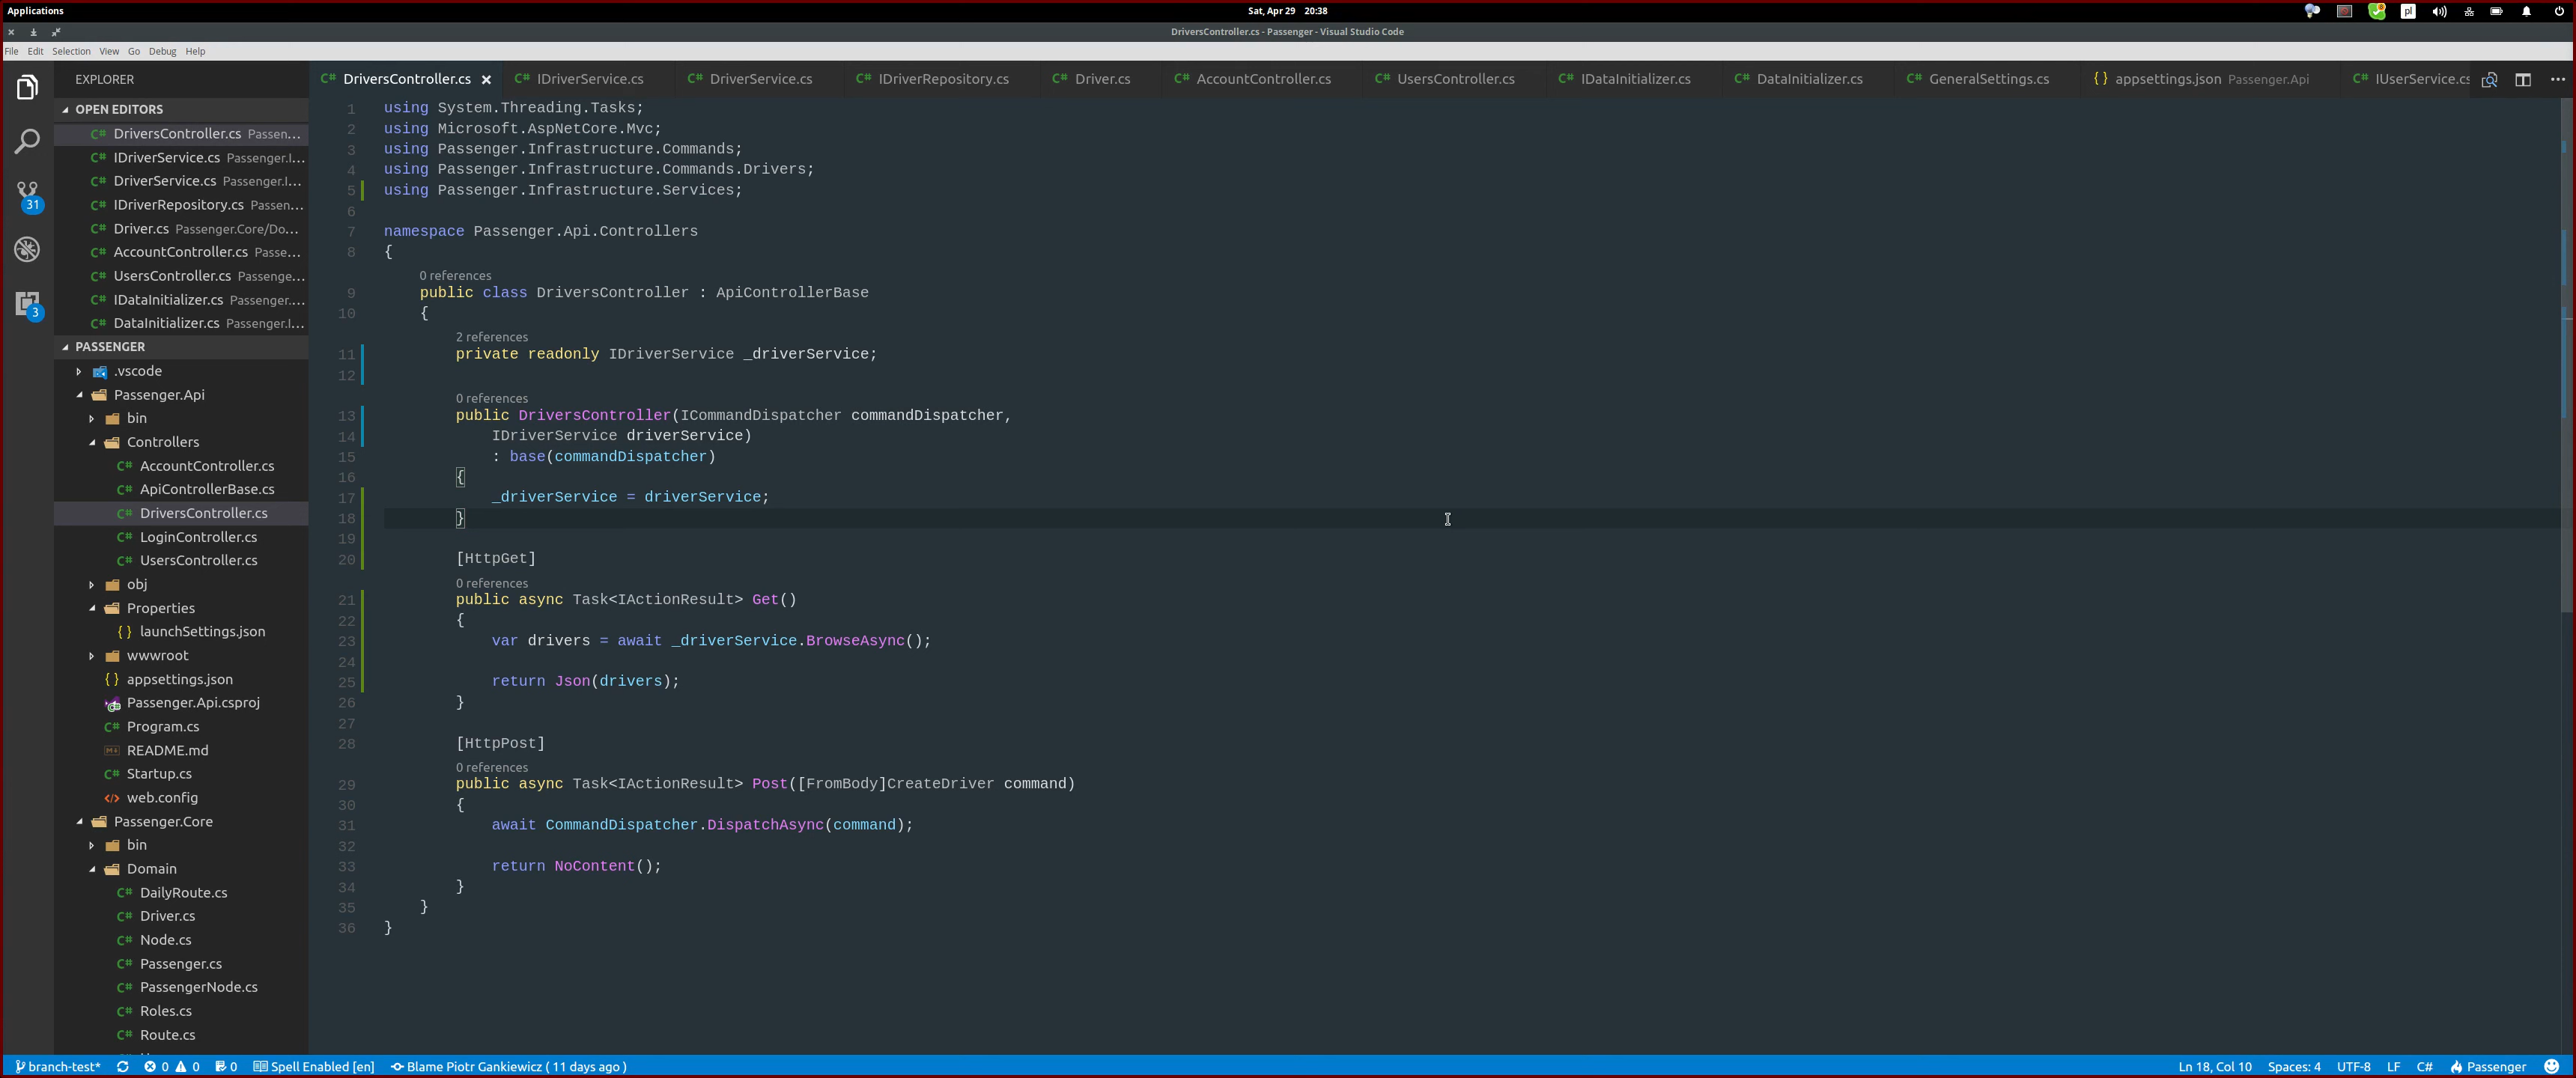 Applications
Sat, Apr 29 20:38
pl
DriversController.cs - Passenger - Visual Studio Code
File Edit Selection View Go Debug Help
EXPLORER
OPEN EDITORS
DriversController.cs Passen...
IDriverService.cs Passenger.I...
DriverService.cs Passenger.I...
IDriverRepository.cs Passen...
Driver.cs Passenger.Core/Do...
AccountController.cs Passe...
UsersController.cs Passenge...
IDataInitializer.cs Passenger....
DataInitializer.cs Passenger.I...
PASSENGER
.vscode
Passenger.Api
bin
Controllers
AccountController.cs
ApiControllerBase.cs
DriversController.cs
LoginController.cs
UsersController.cs
obj
Properties
launchSettings.json
wwwroot
appsettings.json
Passenger.Api.csproj
Program.cs
README.md
Startup.cs
web.config
Passenger.Core
bin
Domain
DailyRoute.cs
Driver.cs
Node.cs
Passenger.cs
PassengerNode.cs
Roles.cs
Route.cs
31
3
DriversController.cs IDriverService.cs DriverService.cs IDriverRepository.cs Driver.cs AccountController.cs UsersController.cs IDataInitializer.cs DataInitializer.cs GeneralSettings.cs appsettings.json Passenger.Api IUserService.cs
1 using System.Threading.Tasks;
2 using Microsoft.AspNetCore.Mvc;
3 using Passenger.Infrastructure.Commands;
4 using Passenger.Infrastructure.Commands.Drivers;
5 using Passenger.Infrastructure.Services;
6
7 namespace Passenger.Api.Controllers
8 {
0 references
9 public class DriversController : ApiControllerBase
10 {
2 references
11 private readonly IDriverService _driverService;
12
0 references
13 public DriversController(ICommandDispatcher commandDispatcher,
14 IDriverService driverService)
15 : base(commandDispatcher)
16 {
17 _driverService = driverService;
18 }
19
20 [HttpGet]
0 references
21 public async Task<IActionResult> Get()
22 {
23 var drivers = await _driverService.BrowseAsync();
24
25 return Json(drivers);
26 }
27
28 [HttpPost]
0 references
29 public async Task<IActionResult> Post([FromBody]CreateDriver command)
30 {
31 await CommandDispatcher.DispatchAsync(command);
32
33 return NoContent();
34 }
35 }
36 }
branch-test* 0 0 0 Spell Enabled [en] Blame Piotr Gankiewicz ( 11 days ago ) Ln 18, Col 10 Spaces: 4 UTF-8 LF C# Passenger